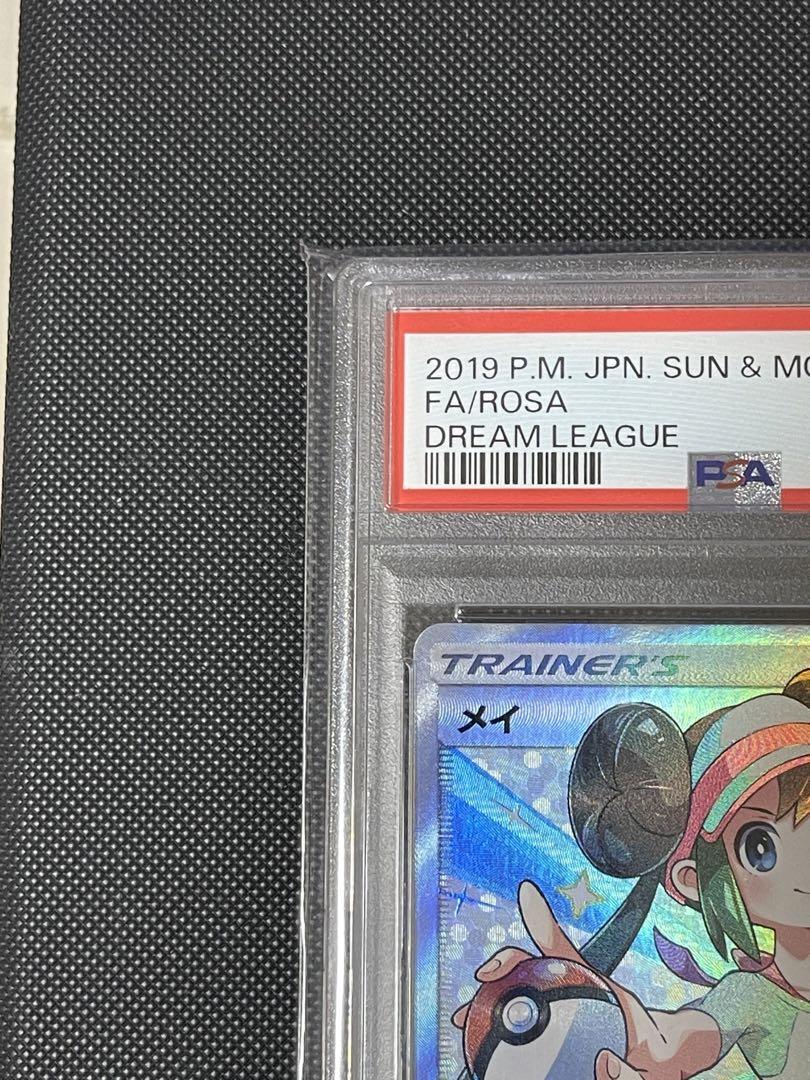 2019 P.M. JPN. SUN & MO
FA/ROSA
DREAM LEAGUE
PSA
TRAINER'S
メイ